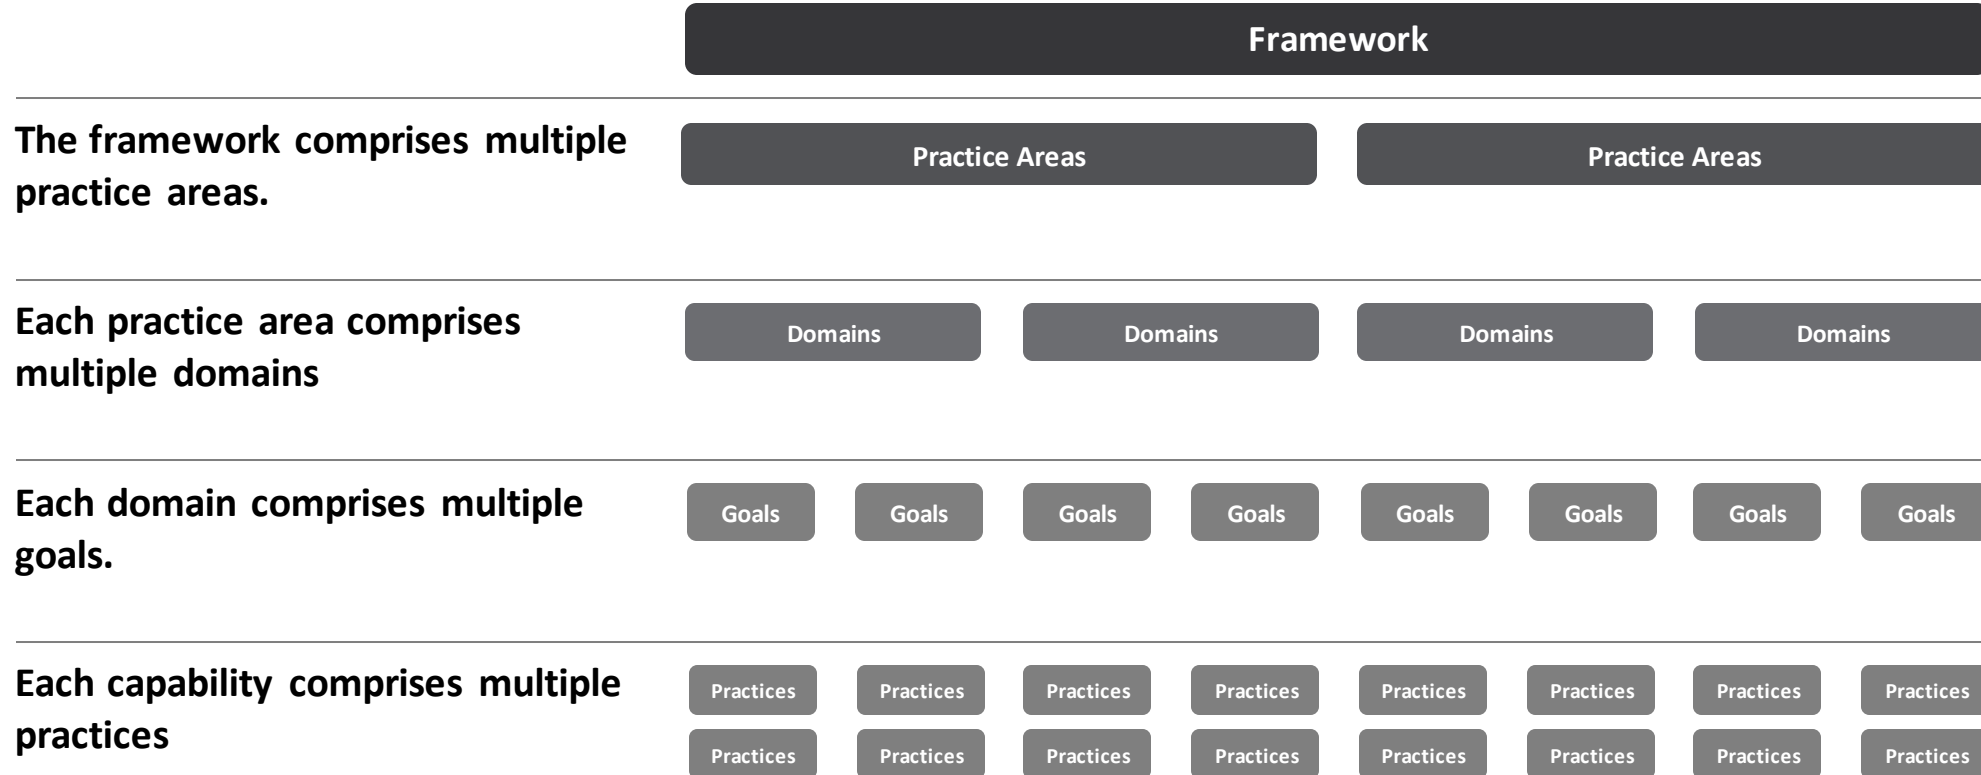 Framework
The framework comprises multiple
practice areas.
Practice Areas Practice Areas
Each practice area comprises
multiple domains
Domains Domains Domains Domains
Each domain comprises multiple
goals.
Goals Goals Goals Goals Goals Goals Goals Goals
Each capability comprises multiple
practices
Practices Practices Practices Practices Practices Practices Practices Practices
Practices Practices Practices Practices Practices Practices Practices Practices